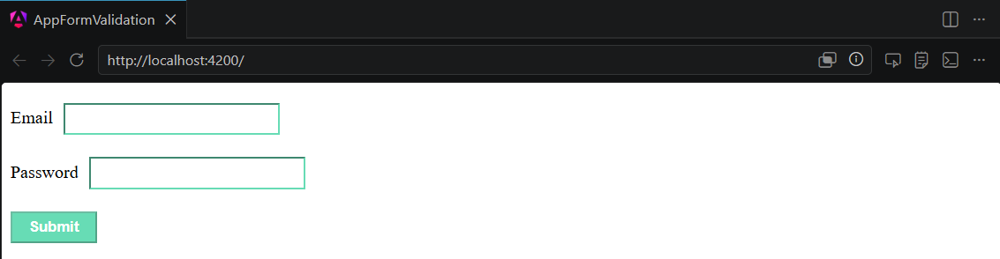 AppFormValidation
http://localhost:4200/
Email
Password
Submit